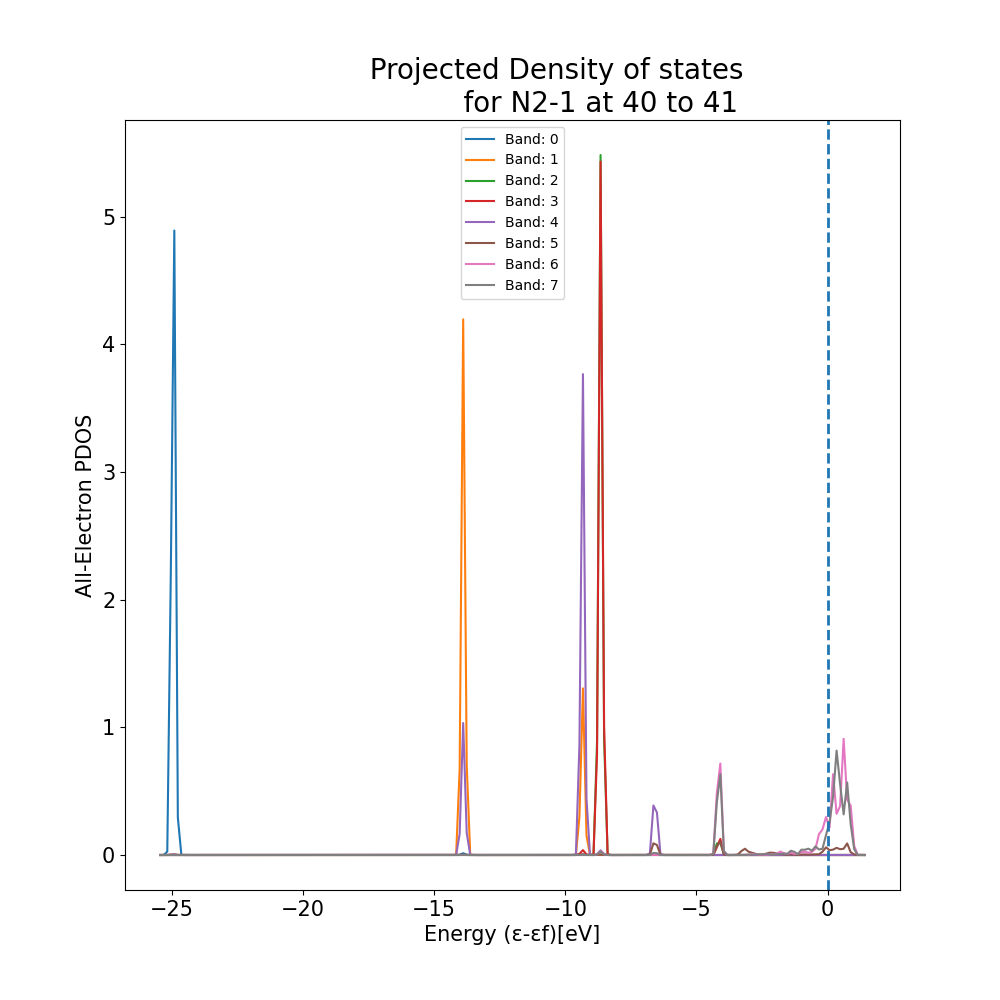 Projected Density of states
for N2-1 at 40 to 41
Band: 0
Band: 1
Band: 2
Band: 3
Band: 4
Band: 5
Band: 6
Band: 7
5
4
3
2
1
0
All-Electron PDOS
−25
−20
−15
−10
−5
0
Energy (ε-εf)[eV]